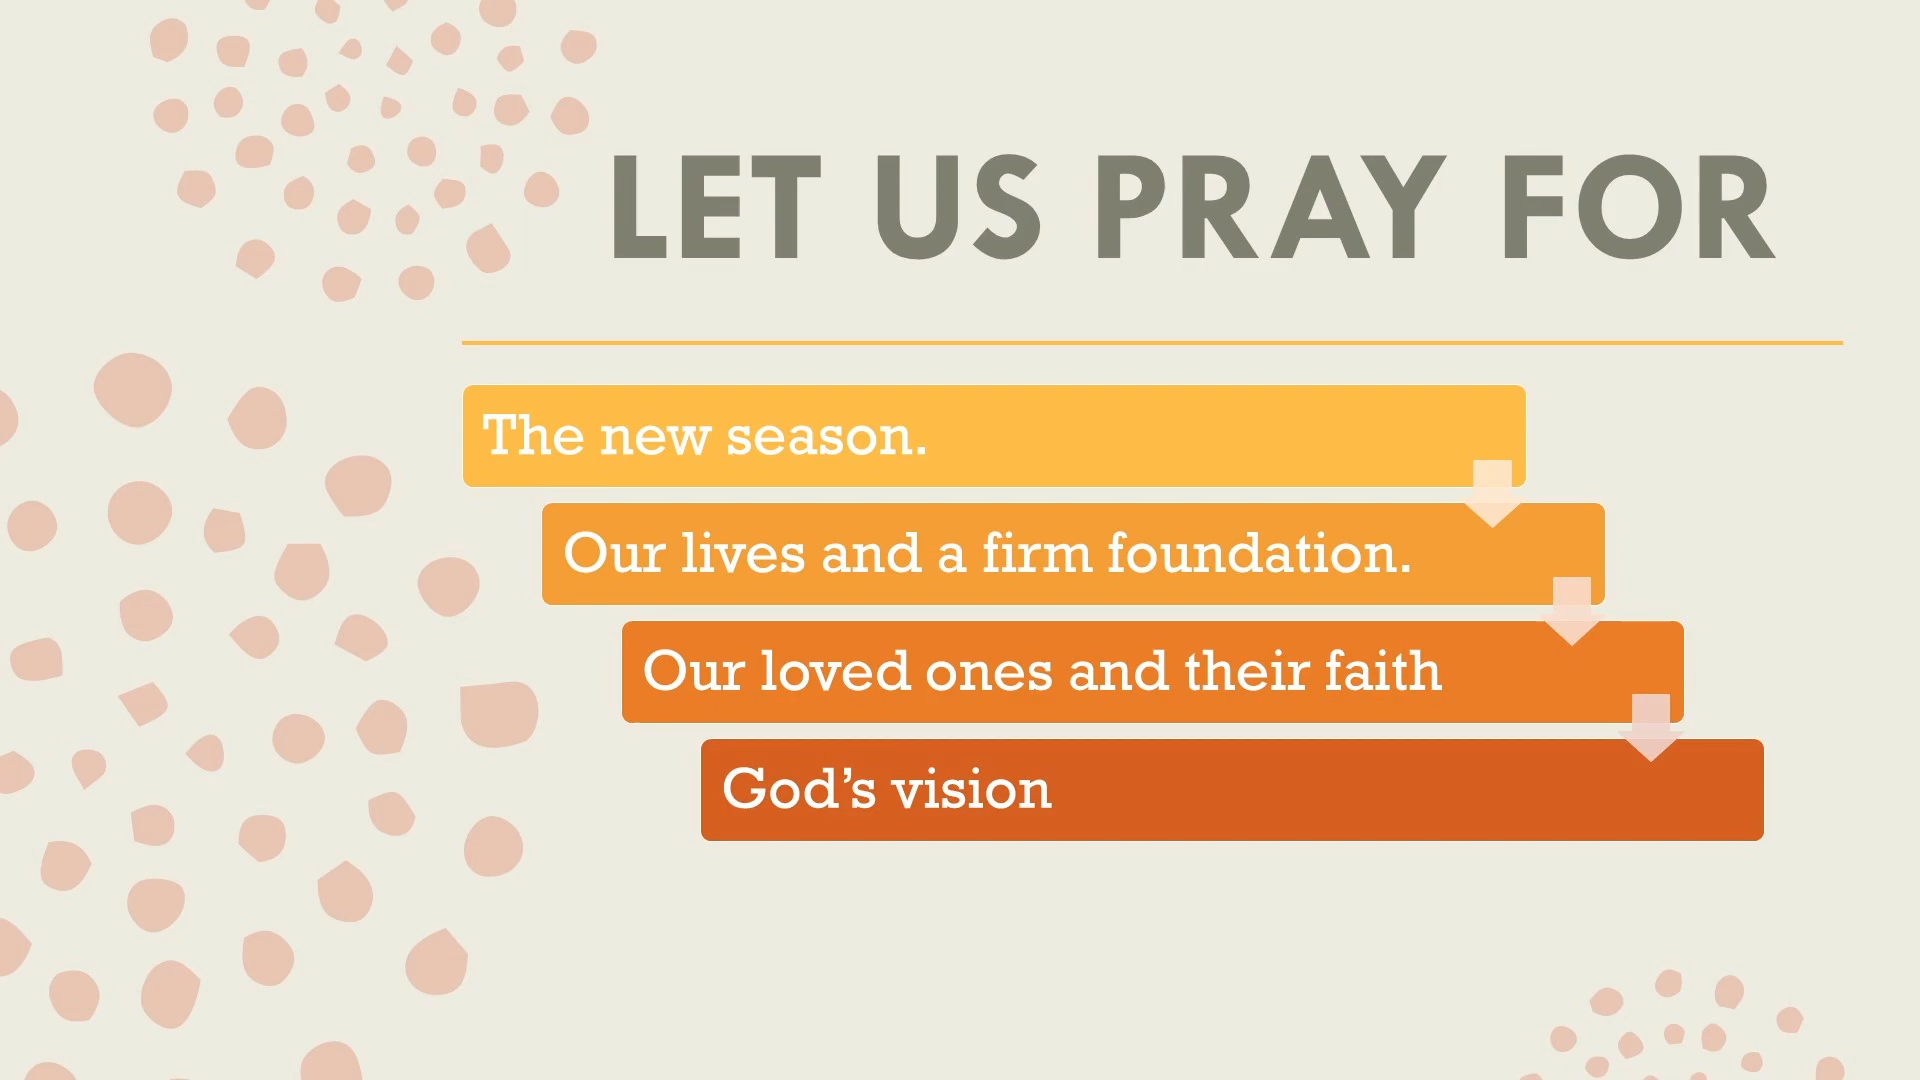 LET US PRAY FOR
The new season.
Our lives and a firm foundation.
Our loved ones and their faith
God’s vision